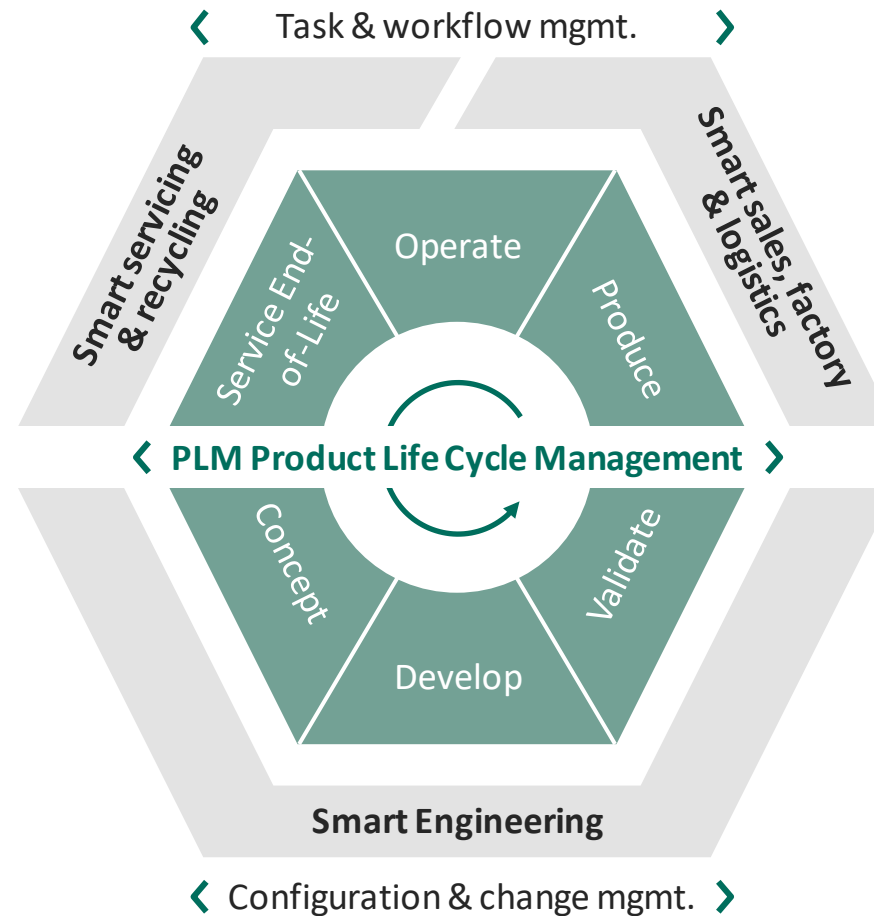 Task & workflow mgmt.
Smart servicing
& recycling
Smart sales, factory
& logistics
Operate
Service End-
of-Life
Produce
PLM Product Life Cycle Management
Concept
Validate
Develop
Smart Engineering
Configuration & change mgmt.